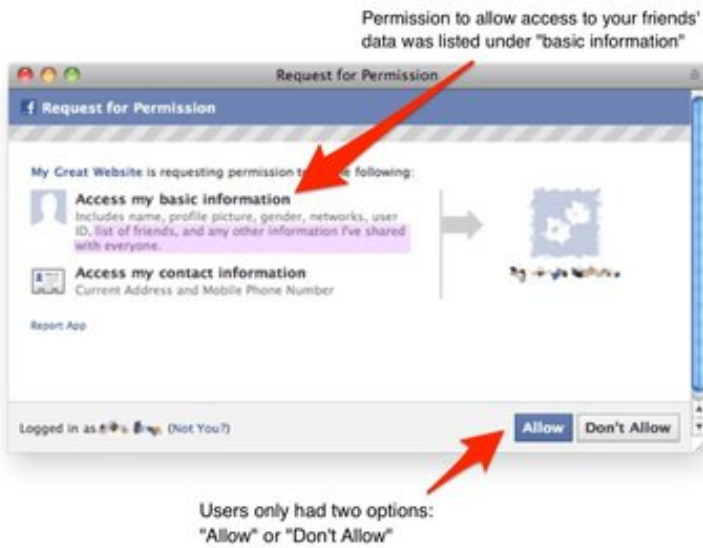 Permission to allow access to your friends'
data was listed under "basic information"
Request for Permission
f Request for Permission
My Great Website is requesting permission to following:
Access my basic information
Includes name, profile picture, gender, networks, user
ID, list of friends, and any other information I've shared
with everyone.
Access my contact information
Current Address and Mobile Phone Number
Report App
Logged in as (Not You?)
Allow
Don't Allow
Users only had two options:
"Allow" or "Don't Allow"